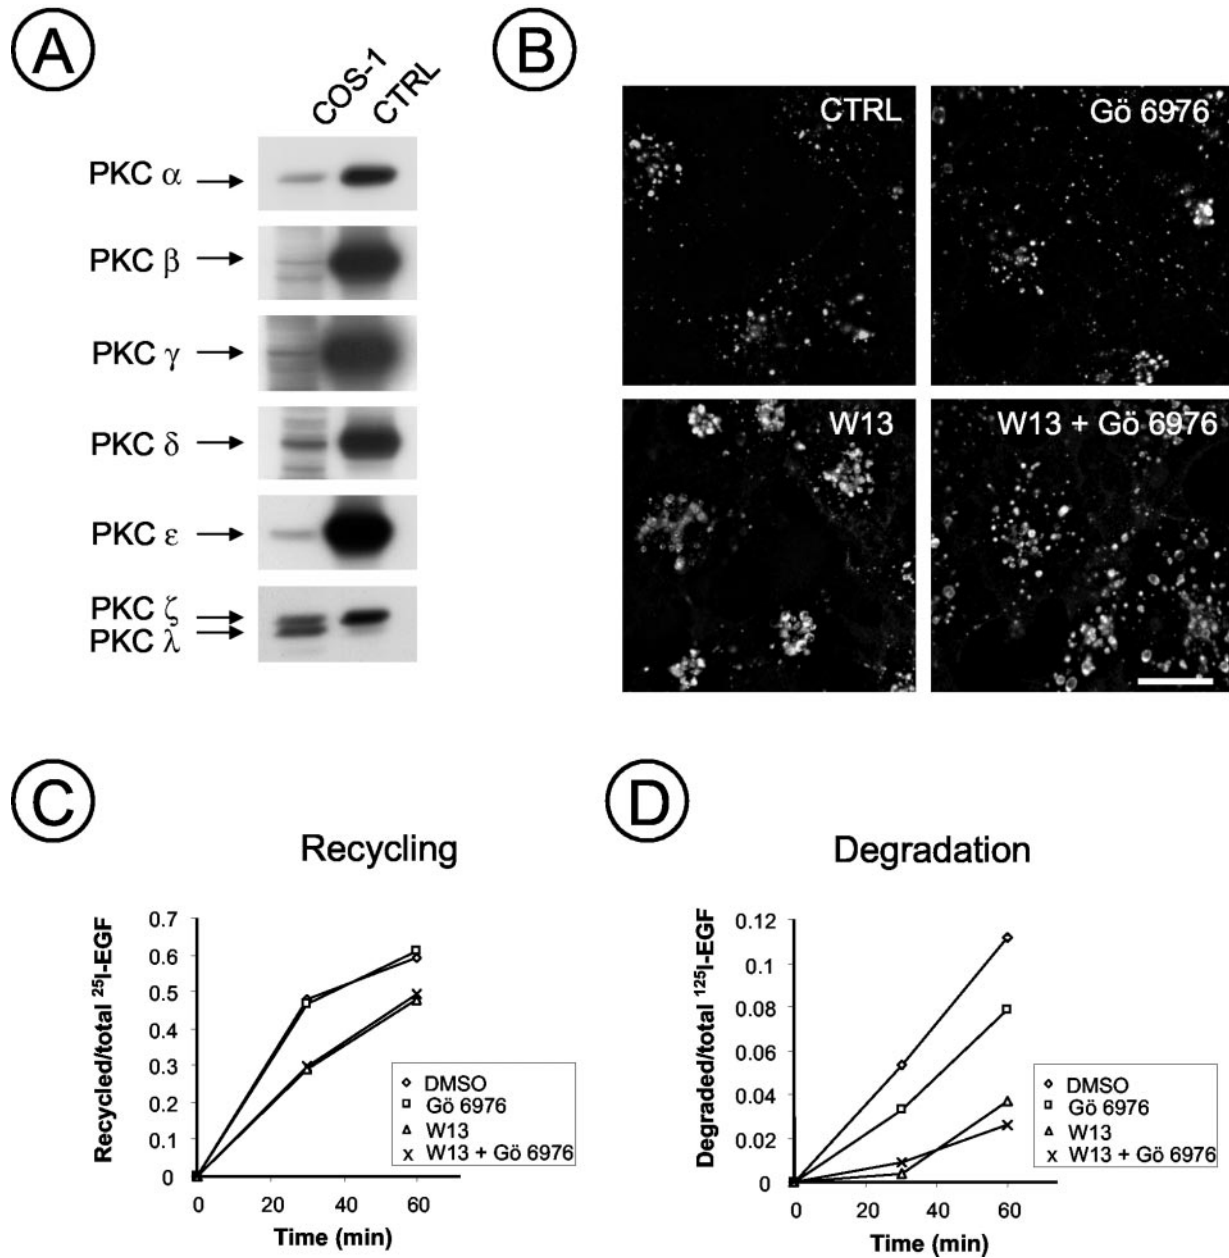 A
COS-1
CTRL
PKC α
PKC β
PKC γ
PKC δ
PKC ε
PKC ζ
PKC λ
B
CTRL
Gö 6976
W13
W13 + Gö 6976
C
Recycling
Recycled/total ²⁵I-EGF
0.7
0.6
0.5
0.4
0.3
0.2
0.1
0
0
20
40
60
Time (min)
DMSO
Gö 6976
W13
W13 + Gö 6976
D
Degradation
Degraded/total ¹²⁵I-EGF
0.12
0.1
0.08
0.06
0.04
0.02
0
0
20
40
60
Time (min)
DMSO
Gö 6976
W13
W13 + Gö 6976